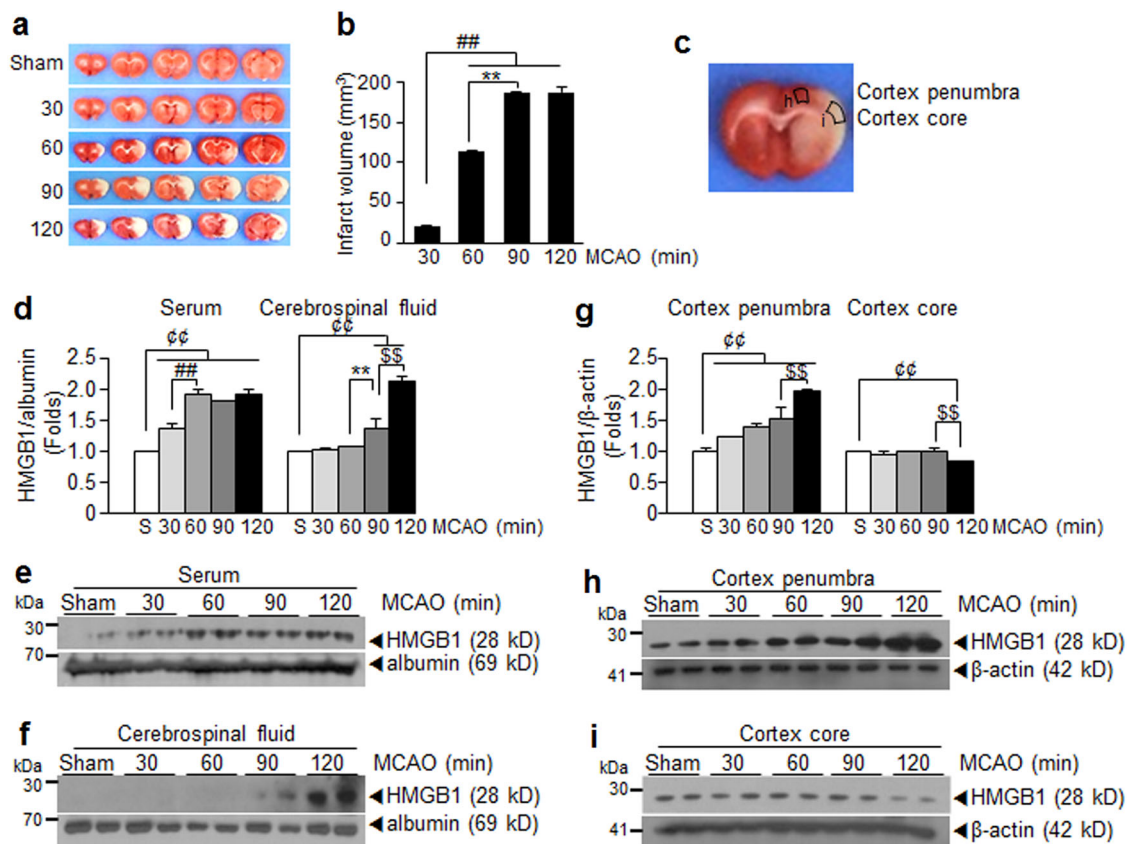 a
Sham
30
60
90
120
b
##
**
Infarct volume (mm³)
200
150
100
50
0
30 60 90 120 MCAO (min)
c
h
i
Cortex penumbra
Cortex core
d
Serum
Cerebrospinal fluid
¢¢
##
¢¢
**
$$
HMGB1/albumin
(Folds)
2.5
2.0
1.5
1.0
0.5
0
S 30 60 90 120 S 30 60 90 120 MCAO (min)
g
Cortex penumbra
Cortex core
¢¢
$$
¢¢
$$
HMGB1/β-actin
(Folds)
2.5
2.0
1.5
1.0
0.5
0
S 30 60 90 120 S 30 60 90 120 MCAO (min)
e
Serum
kDa
Sham 30 60 90 120 MCAO (min)
30
HMGB1 (28 kD)
70
albumin (69 kD)
f
Cerebrospinal fluid
kDa
Sham 30 60 90 120 MCAO (min)
30
HMGB1 (28 kD)
70
albumin (69 kD)
h
Cortex penumbra
kDa
Sham 30 60 90 120 MCAO (min)
30
HMGB1 (28 kD)
41
β-actin (42 kD)
i
Cortex core
kDa
Sham 30 60 90 120 MCAO (min)
30
HMGB1 (28 kD)
41
β-actin (42 kD)